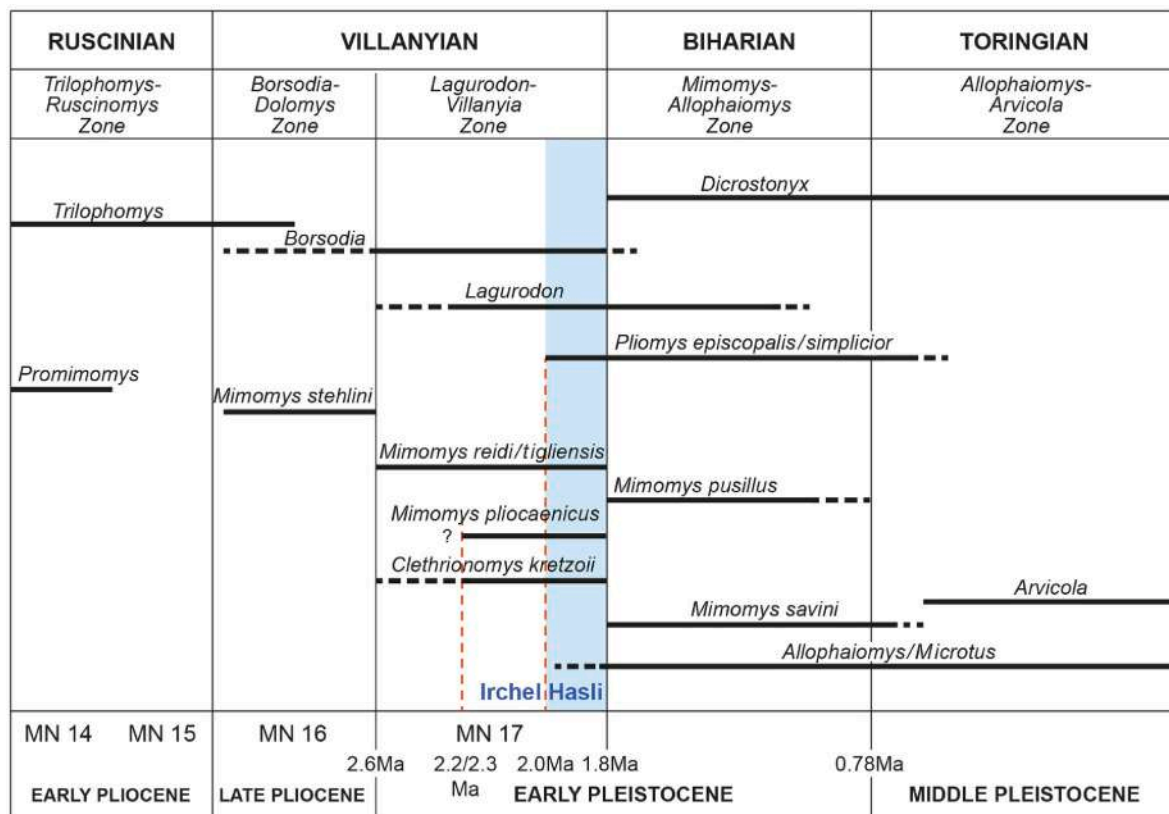 RUSCINIAN
VILLANYIAN
BIHARIAN
TORINGIAN
Trilophomys-
Ruscinomys
Zone
Borsodia-
Dolomys
Zone
Lagurodon-
Villanyia
Zone
Mimomys-
Allophaiomys
Zone
Allophaiomys-
Arvicola
Zone
Dicrostonyx
Trilophomys
Borsodia
Lagurodon
Pliomys episcopalis/simplicior
Promimomys
Mimomys stehlini
Mimomys reidi/tigliensis
Mimomys pusillus
Mimomys pliocaenicus
?
Clethrionomys kretzoii
Arvicola
Mimomys savini
Allophaiomys/Microtus
Irchel Hasli
MN 14
MN 15
MN 16
MN 17
2.6Ma
2.2/2.3
Ma
2.0Ma
1.8Ma
0.78Ma
EARLY PLIOCENE
LATE PLIOCENE
EARLY PLEISTOCENE
MIDDLE PLEISTOCENE